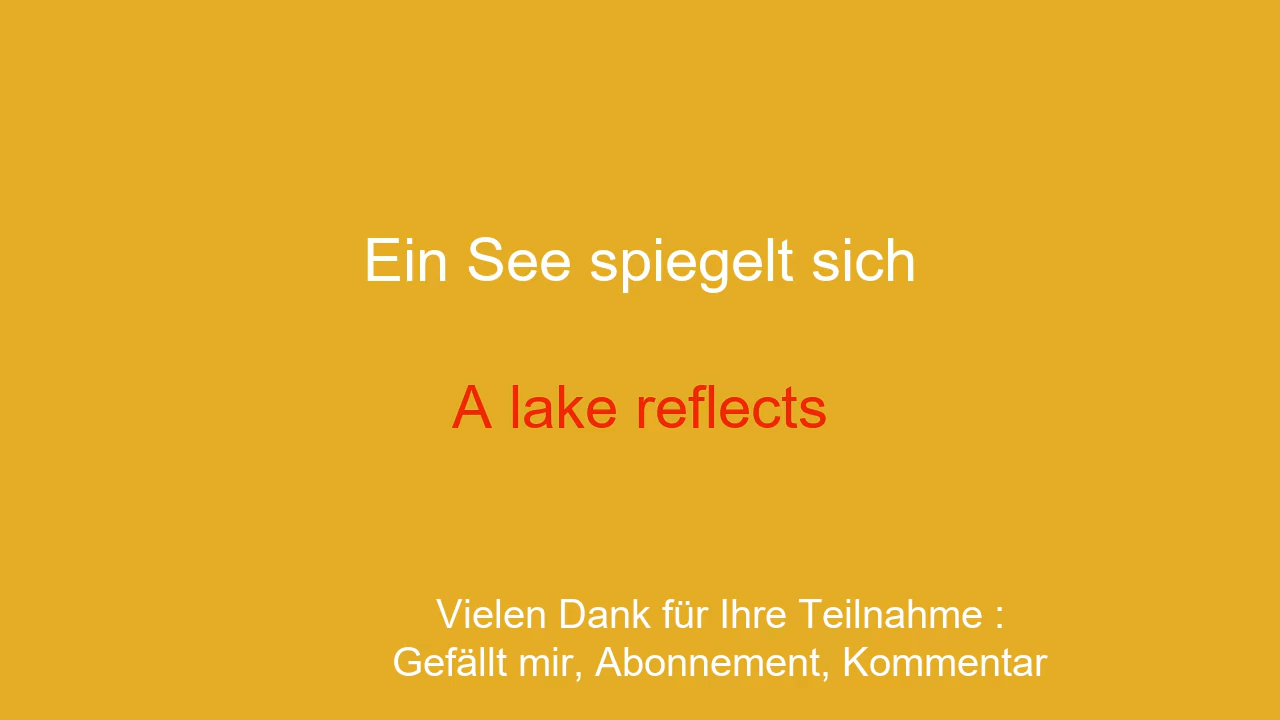 Ein See spiegelt sich
A lake reflects
Vielen Dank für Ihre Teilnahme :
Gefällt mir, Abonnement, Kommentar